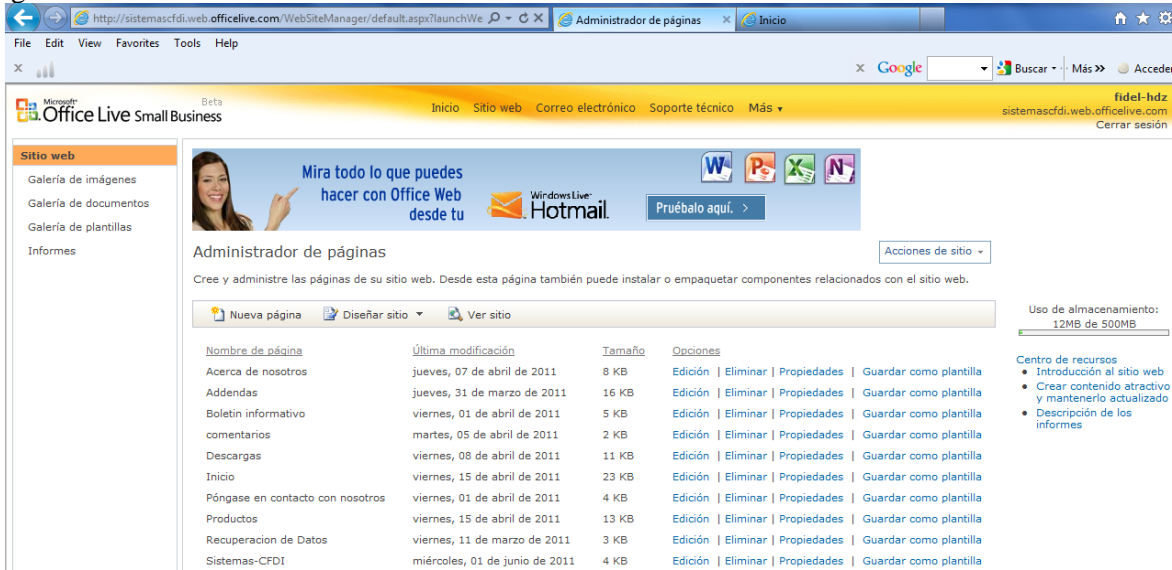 http://sistemascfdi.web.officelive.com/WebSiteManager/default.aspx?launchWe
Administrador de páginas
Inicio
File Edit View Favorites Tools Help
Google
Buscar
Más >>
Acceder
Microsoft
Office Live Small Business
Beta
Inicio Sitio web Correo electrónico Soporte técnico Más
fidel-hdz
sistemascfdi.web.officelive.com
Cerrar sesión
Sitio web
Galería de imágenes
Galería de documentos
Galería de plantillas
Informes
Mira todo lo que puedes
hacer con Office Web
desde tu
Windows Live
Hotmail
Pruébalo aquí. >
Administrador de páginas
Acciones de sitio
Cree y administre las páginas de su sitio web. Desde esta página también puede instalar o empaquetar componentes relacionados con el sitio web.
Nueva página Diseñar sitio Ver sitio
Nombre de página Última modificación Tamaño Opciones
Acerca de nosotros jueves, 07 de abril de 2011 8 KB Edición | Eliminar | Propiedades | Guardar como plantilla
Addendas jueves, 31 de marzo de 2011 16 KB Edición | Eliminar | Propiedades | Guardar como plantilla
Boletin informativo viernes, 01 de abril de 2011 5 KB Edición | Eliminar | Propiedades | Guardar como plantilla
comentarios martes, 05 de abril de 2011 2 KB Edición | Eliminar | Propiedades | Guardar como plantilla
Descargas viernes, 08 de abril de 2011 11 KB Edición | Eliminar | Propiedades | Guardar como plantilla
Inicio viernes, 15 de abril de 2011 23 KB Edición | Eliminar | Propiedades | Guardar como plantilla
Póngase en contacto con nosotros viernes, 01 de abril de 2011 4 KB Edición | Eliminar | Propiedades | Guardar como plantilla
Productos viernes, 15 de abril de 2011 13 KB Edición | Eliminar | Propiedades | Guardar como plantilla
Recuperacion de Datos viernes, 11 de marzo de 2011 3 KB Edición | Eliminar | Propiedades | Guardar como plantilla
Sistemas-CFDI miércoles, 01 de junio de 2011 4 KB Edición | Eliminar | Propiedades | Guardar como plantilla
Uso de almacenamiento:
12MB de 500MB
Centro de recursos
Introducción al sitio web
Crear contenido atractivo
y mantenerlo actualizado
Descripción de los
informes